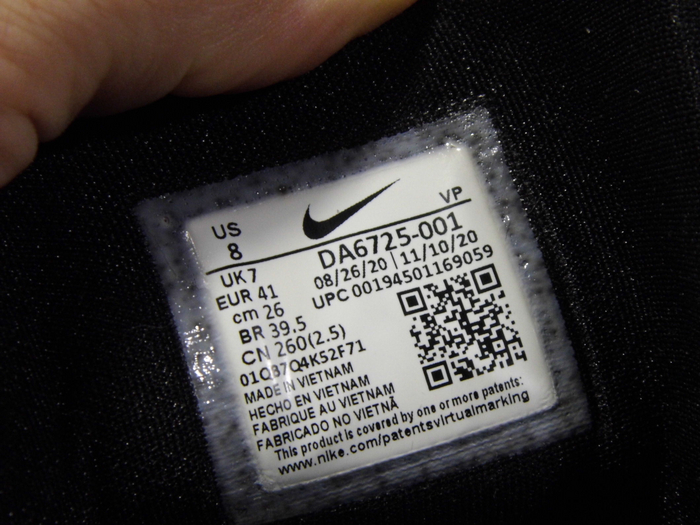 US
8
VP
UK 7
EUR 41
cm 26
BR 39.5
CN 260(2.5)
01OB7Q4K52F71
DA6725-001
08/26/20 | 11/10/20
UPC 00194501169059
MADE IN VIETNAM
HECHO EN VIETNAM
FABRIQUE AU VIETNAM
FABRICADO NO VIETNÃ
This product is covered by one or more patents:
www.nike.com/patentsvirtualmarking